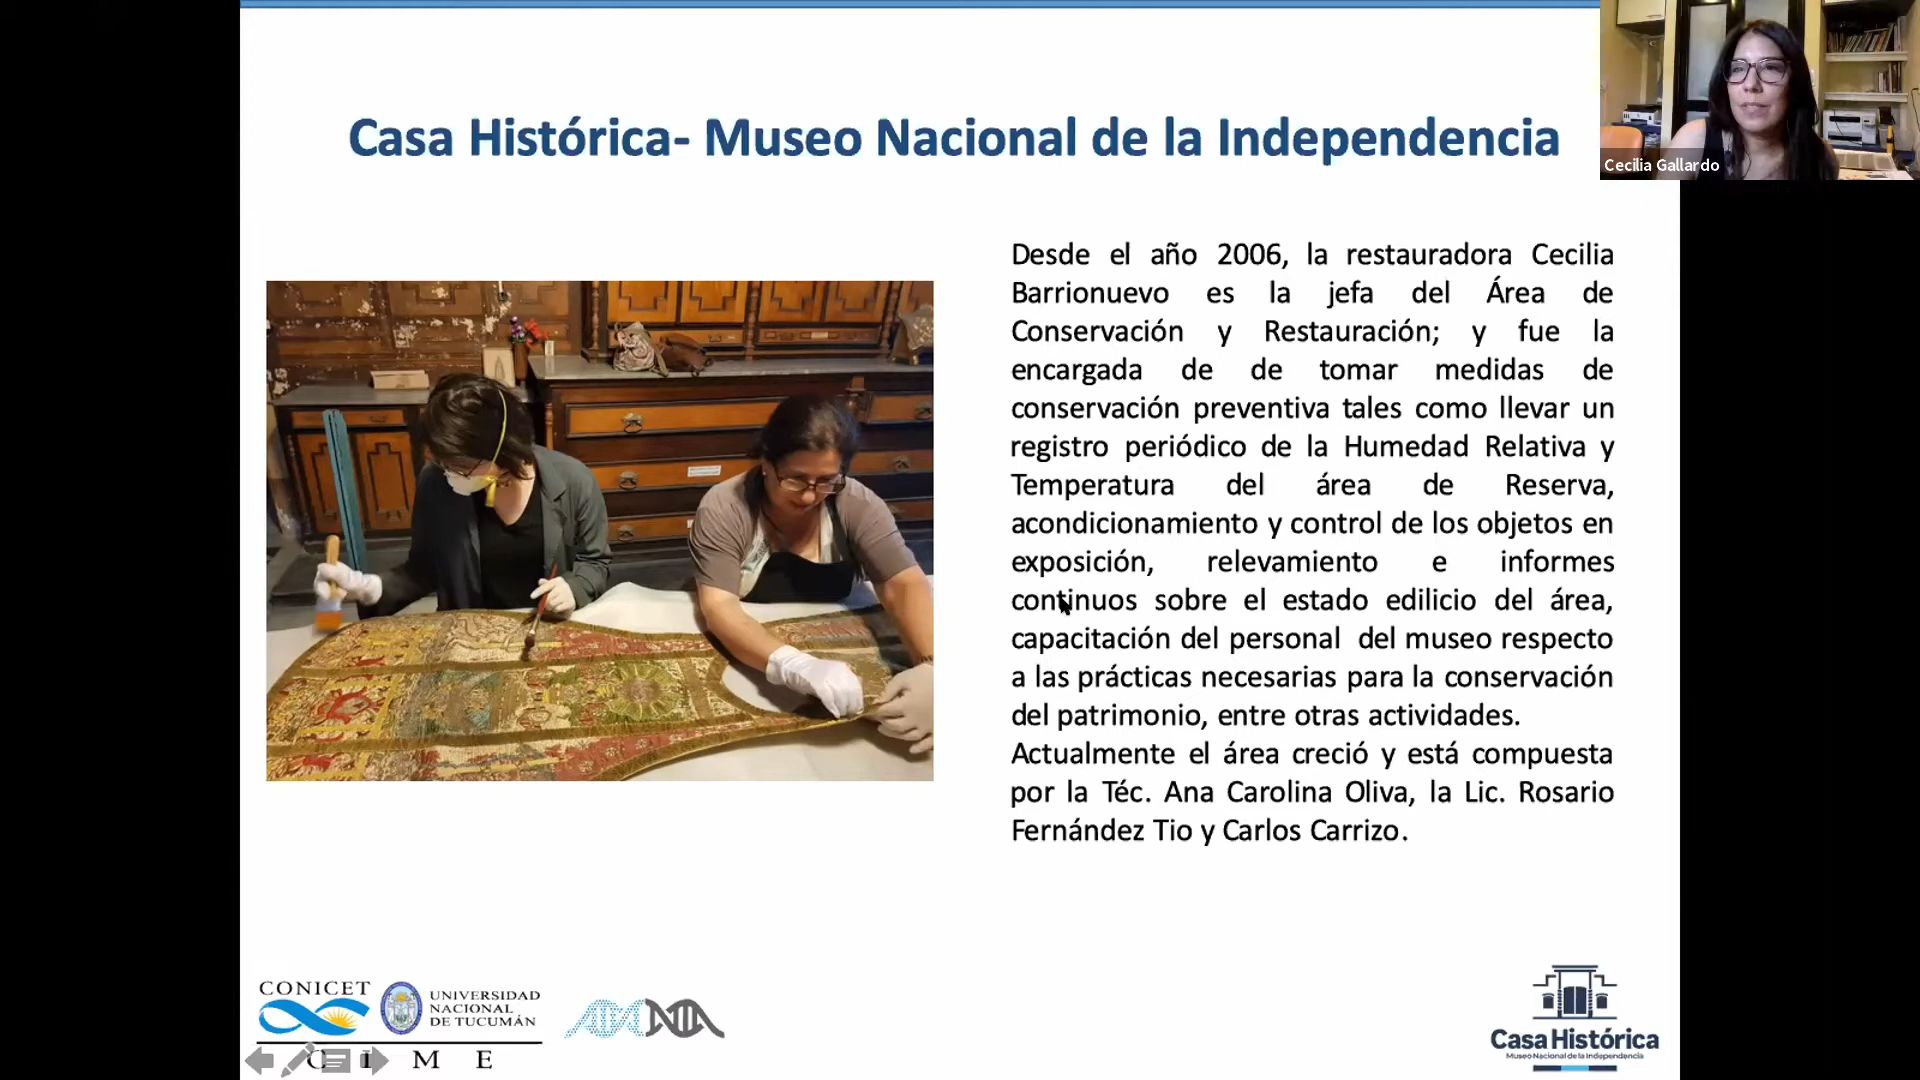 Casa Histórica- Museo Nacional de la Independencia
Cecilia Gallardo
Desde el año 2006, la restauradora Cecilia
Barrionuevo es la jefa del Área de
Conservación y Restauración; y fue la
encargada de de tomar medidas de
conservación preventiva tales como llevar un
registro periódico de la Humedad Relativa y
Temperatura del área de Reserva,
acondicionamiento y control de los objetos en
exposición, relevamiento e informes
continuos sobre el estado edilicio del área,
capacitación del personal del museo respecto
a las prácticas necesarias para la conservación
del patrimonio, entre otras actividades.
Actualmente el área creció y está compuesta
por la Téc. Ana Carolina Oliva, la Lic. Rosario
Fernández Tio y Carlos Carrizo.
CONICET
UNIVERSIDAD
NACIONAL
DE TUCUMÁN
C I M E
Casa Histórica
Museo Nacional de la Independencia